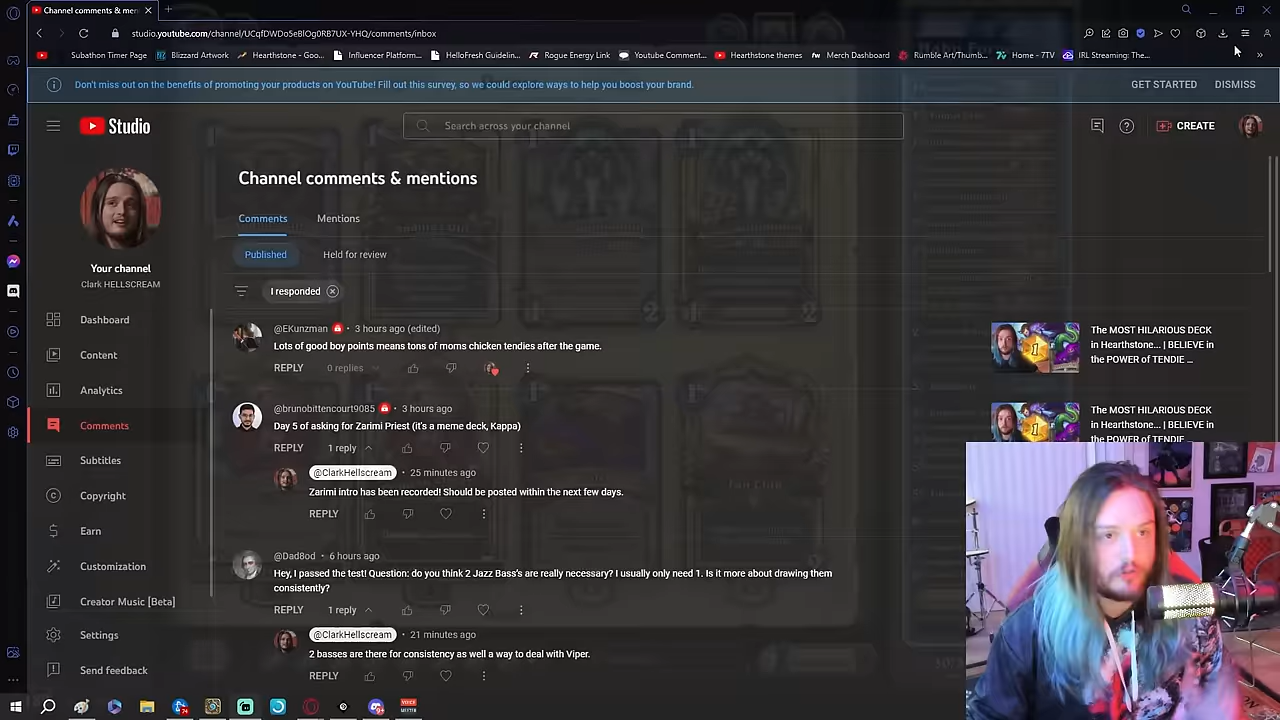 Channel comments & men
studio.youtube.com/channel/UCqfDWDoSeBlOg0RB7UX-YHQ/comments/inbox
Subathon Timer Page
Blizzard Artwork
Hearthstone - Goo...
Influencer Platform...
HelloFresh Guidelin...
Rogue Energy Link
Youtube Comment...
Hearthstone themes
Merch Dashboard
Rumble Art/Thumb...
Home - 7TV
IRL Streaming: The...
Don't miss out on the benefits of promoting your products on YouTube! Fill out this survey, so we could explore ways to help you boost your brand.
GET STARTED
DISMISS
Studio
Search across your channel
CREATE
Channel comments & mentions
Comments
Mentions
Published
Held for review
I responded
Your channel
Clark HELLSCREAM
Dashboard
Content
Analytics
Comments
Subtitles
Copyright
Earn
Customization
Creator Music [Beta]
Settings
Send feedback
@EKunzman • 3 hours ago (edited)
Lots of good boy points means tons of moms chicken tendies after the game.
REPLY
0 replies
The MOST HILARIOUS DECK
in Hearthstone... | BELIEVE in
the POWER of TENDIE ...
@brunobittencourt9085 • 3 hours ago
Day 5 of asking for Zarimi Priest (it's a meme deck, Kappa)
REPLY
1 reply
The MOST HILARIOUS DECK
in Hearthstone... | BELIEVE in
the POWER of TENDIE ...
@ClarkHellscream • 25 minutes ago
Zarimi intro has been recorded! Should be posted within the next few days.
REPLY
@Dad8od • 6 hours ago
Hey, I passed the test! Question: do you think 2 Jazz Bass's are really necessary? I usually only need 1. Is it more about drawing them
consistently?
REPLY
1 reply
@ClarkHellscream • 21 minutes ago
2 basses are there for consistency as well a way to deal with Viper.
REPLY